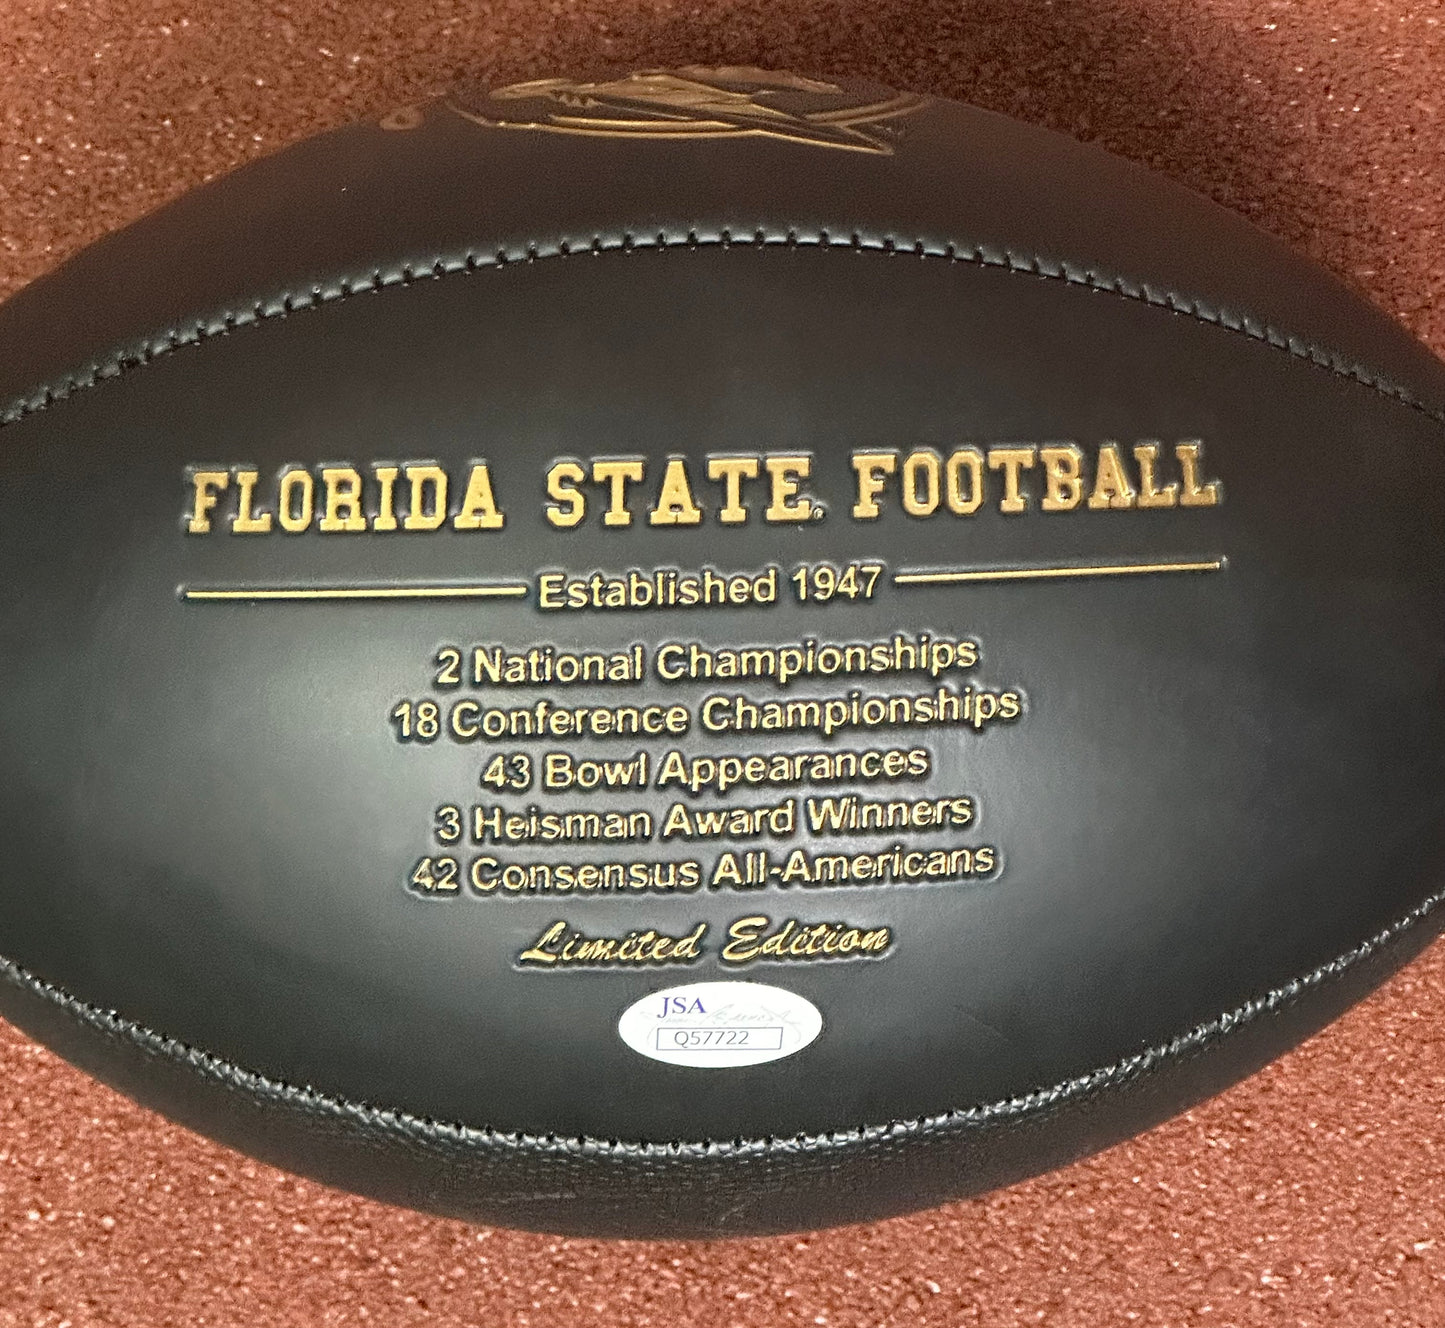 FLORIDA STATE® FOOTBALL
Established 1947
2 National Championships
18 Conference Championships
43 Bowl Appearances
3 Heisman Award Winners
42 Consensus All-Americans
Limited Edition
JSA
Q57722